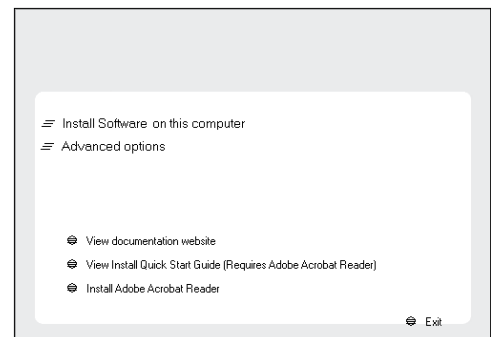 Install Software on this computer
Advanced options
View documentation website
View Install Quick Start Guide (Requires Adobe Acrobat Reader)
Install Adobe Acrobat Reader
Exit